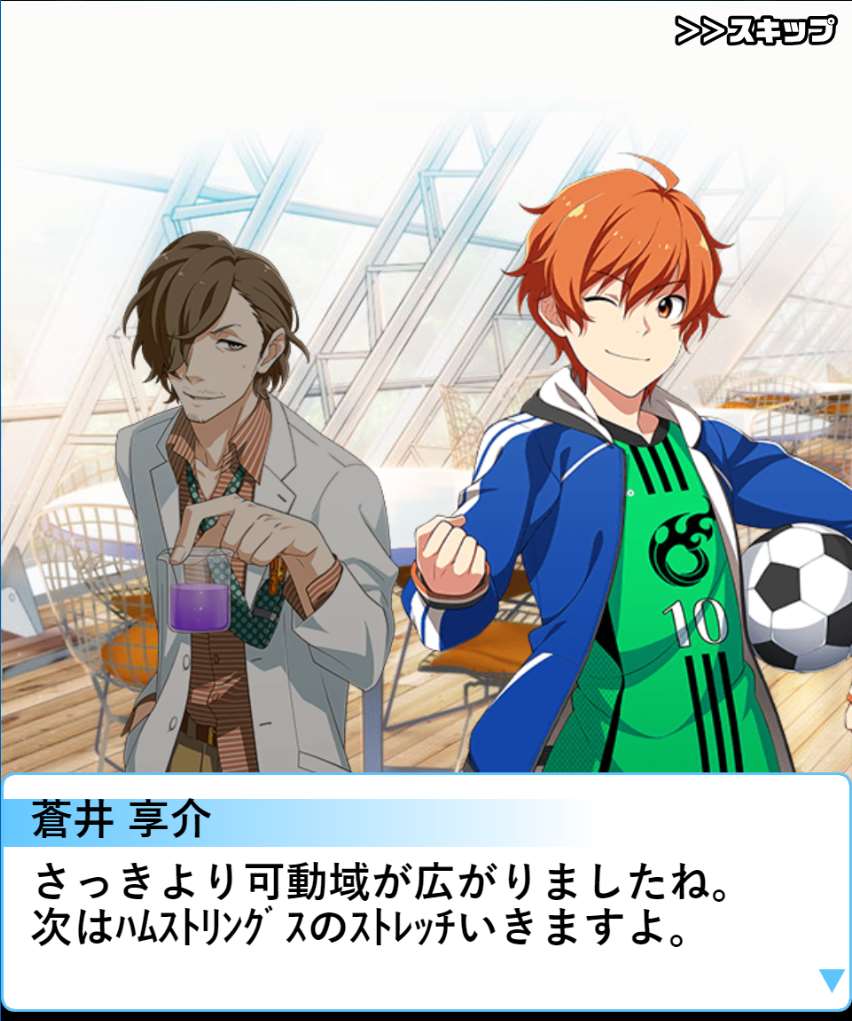 >>スキップ
10
蒼井 享介
さっきより可動域が広がりましたね。
次はﾊﾑｽﾄﾘﾝｸﾞｽのｽﾄﾚｯﾁいきますよ。